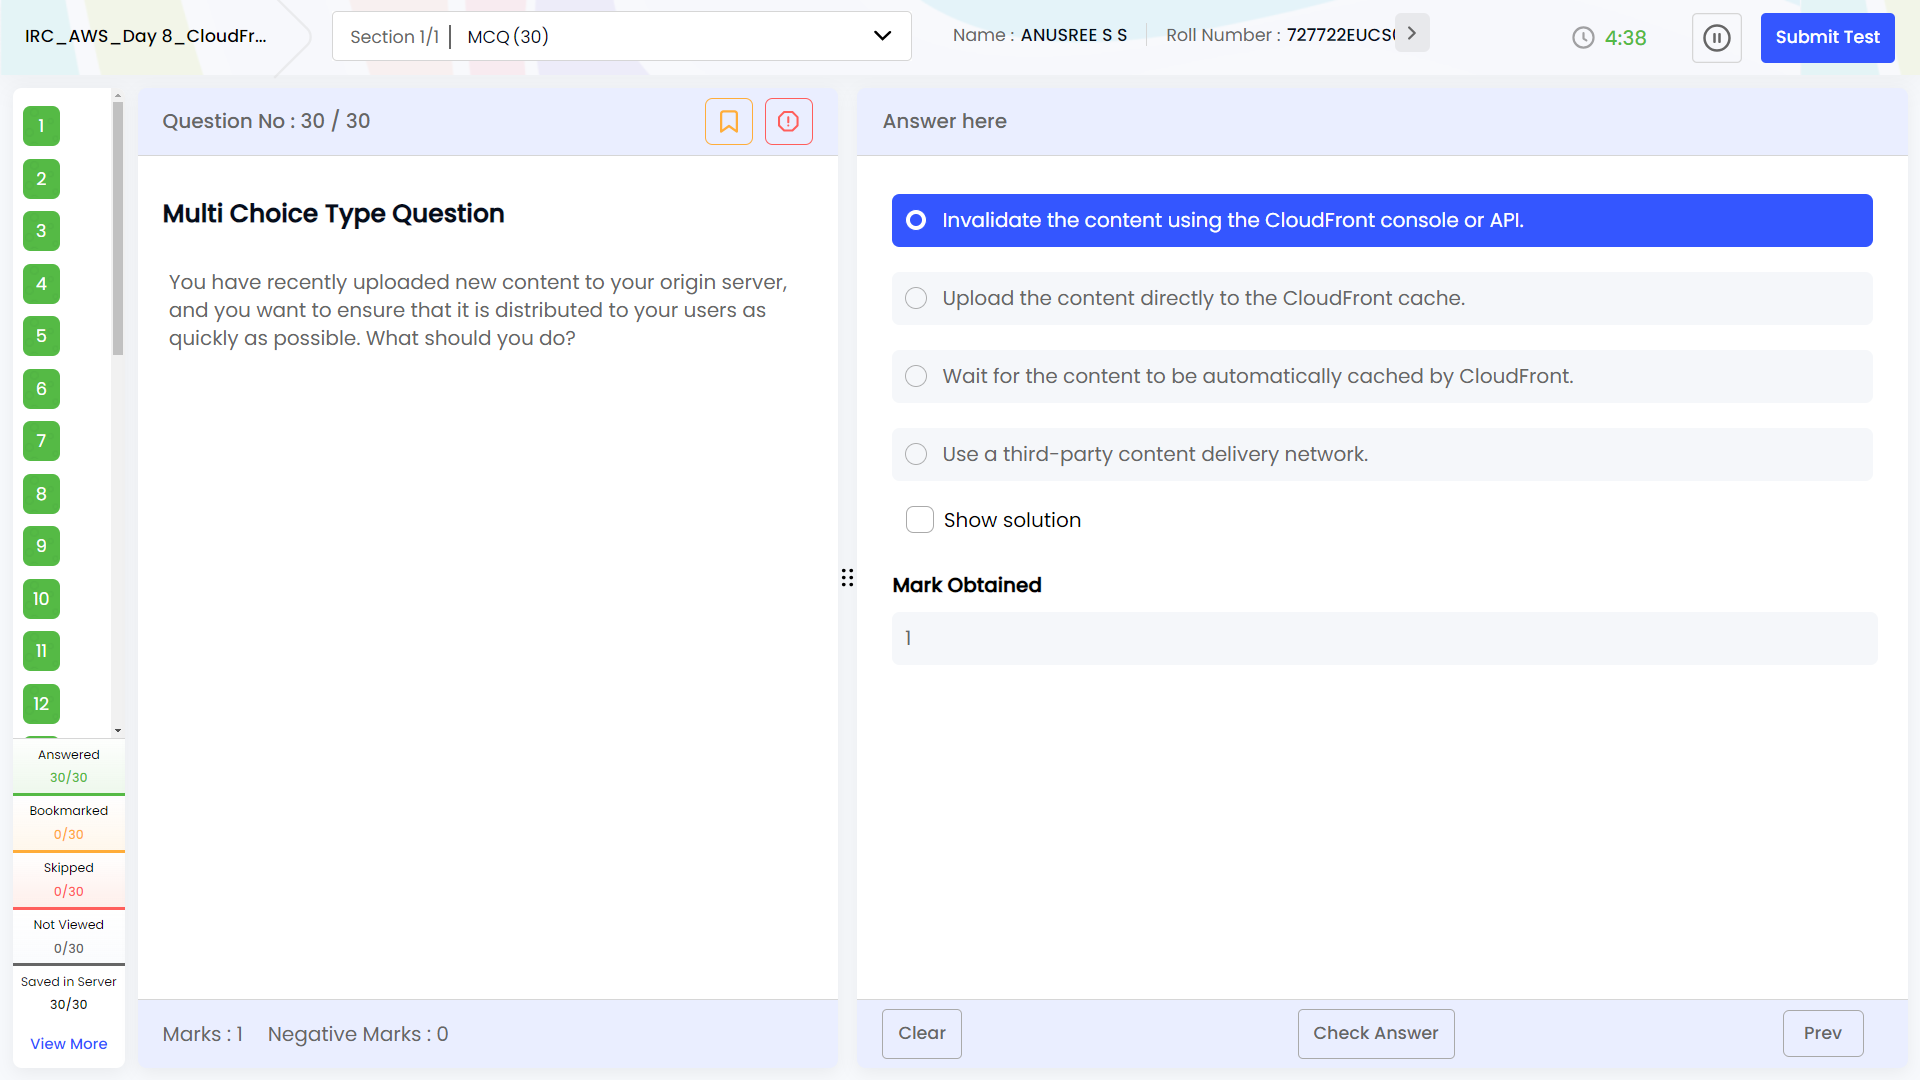 IRC_AWS_Day 8_CloudFr...
Section 1/1 | MCQ (30)
Name : ANUSREE S S
Roll Number : 727722EUCS
4:38
Submit Test
1
2
3
4
5
6
7
8
9
10
11
12
Answered
30/30
Bookmarked
0/30
Skipped
0/30
Not Viewed
0/30
Saved in Server
30/30
View More
Question No : 30 / 30
Multi Choice Type Question
You have recently uploaded new content to your origin server,
and you want to ensure that it is distributed to your users as
quickly as possible. What should you do?
Marks : 1
Negative Marks : 0
Answer here
Invalidate the content using the CloudFront console or API.
Upload the content directly to the CloudFront cache.
Wait for the content to be automatically cached by CloudFront.
Use a third-party content delivery network.
Show solution
Mark Obtained
1
Clear
Check Answer
Prev